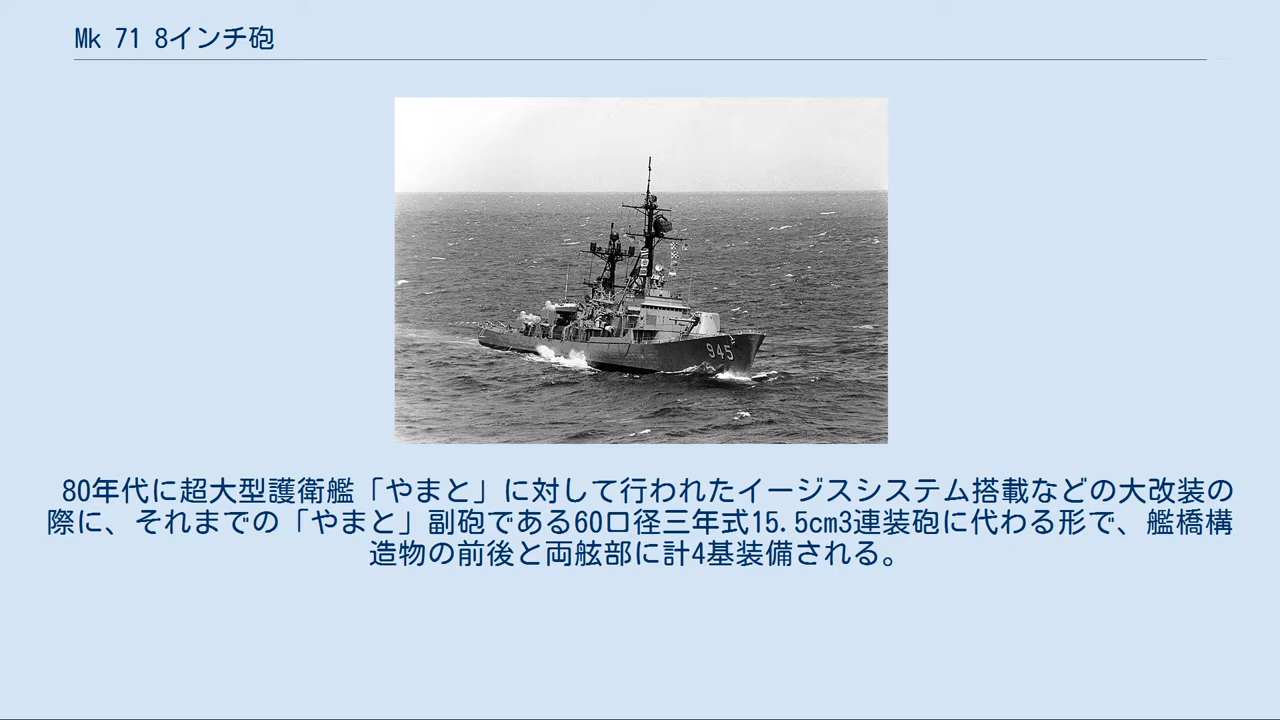 Mk 71 8インチ砲
945
80年代に超大型護衛艦「やまと」に対して行われたイージスシステム搭載などの大改装の
際に、それまでの「やまと」副砲である60口径三年式15.5cm3連装砲に代わる形で、艦橋構
造物の前後と両舷部に計4基装備される。